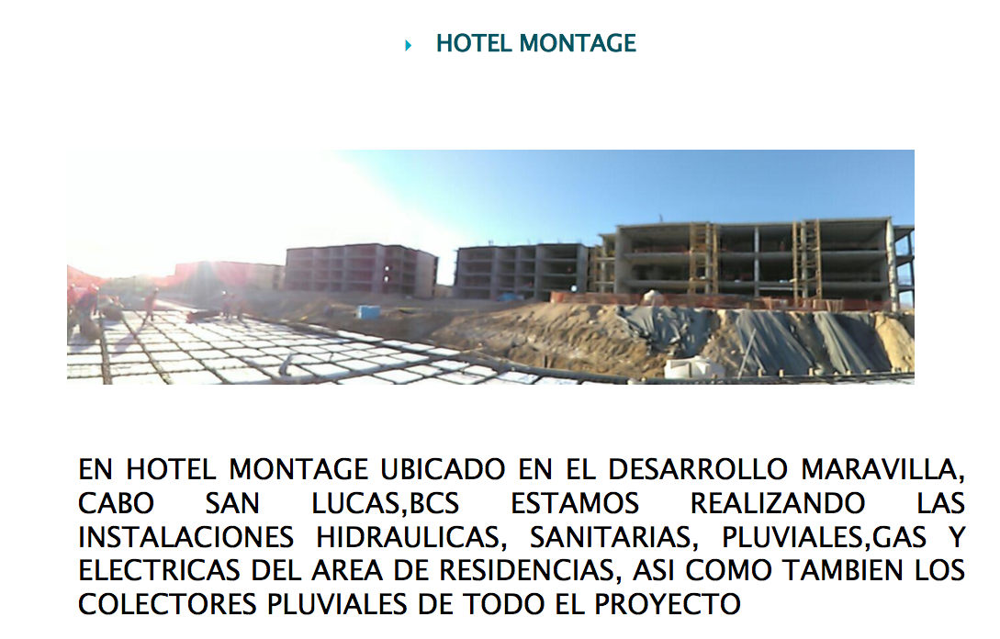 HOTEL MONTAGE
EN HOTEL MONTAGE UBICADO EN EL DESARROLLO MARAVILLA,
CABO SAN LUCAS,BCS ESTAMOS REALIZANDO LAS
INSTALACIONES HIDRAULICAS, SANITARIAS, PLUVIALES,GAS Y
ELECTRICAS DEL AREA DE RESIDENCIAS, ASI COMO TAMBIEN LOS
COLECTORES PLUVIALES DE TODO EL PROYECTO